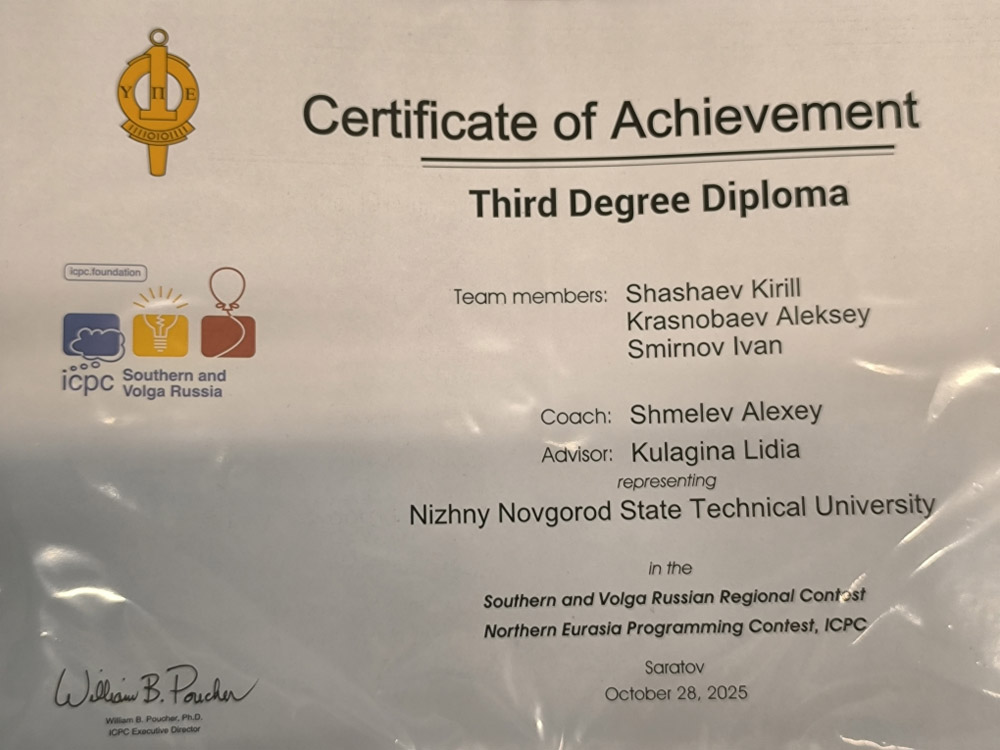 Υ Π Ε
Certificate of Achievement
Third Degree Diploma
icpc.foundation
icpc Southern and
Volga Russia
Team members: Shashaev Kirill
Krasnobaev Aleksey
Smirnov Ivan
Coach: Shmelev Alexey
Advisor: Kulagina Lidia
representing
Nizhny Novgorod State Technical University
in the
Southern and Volga Russian Regional Contest
Northern Eurasia Programming Contest, ICPC
Saratov
October 28, 2025
William B. Poucher
William B. Poucher, Ph.D.
ICPC Executive Director